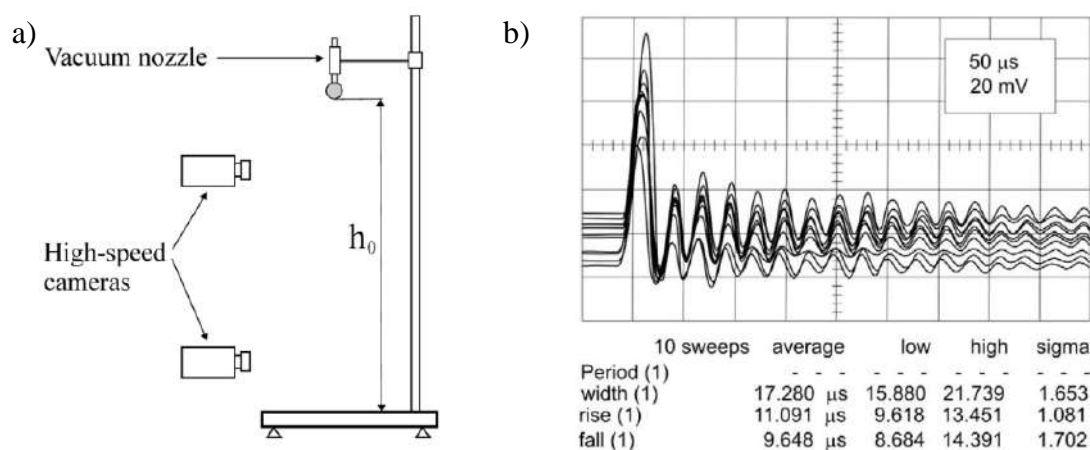 a)
Vacuum nozzle
High-speed
cameras
h₀
b)
50 μs
20 mV
10 sweeps average low high sigma
Period (1) - - - - - - - - - - - -
width (1) 17.280 μs 15.880 21.739 1.653
rise (1) 11.091 μs 9.618 13.451 1.081
fall (1) 9.648 μs 8.684 14.391 1.702